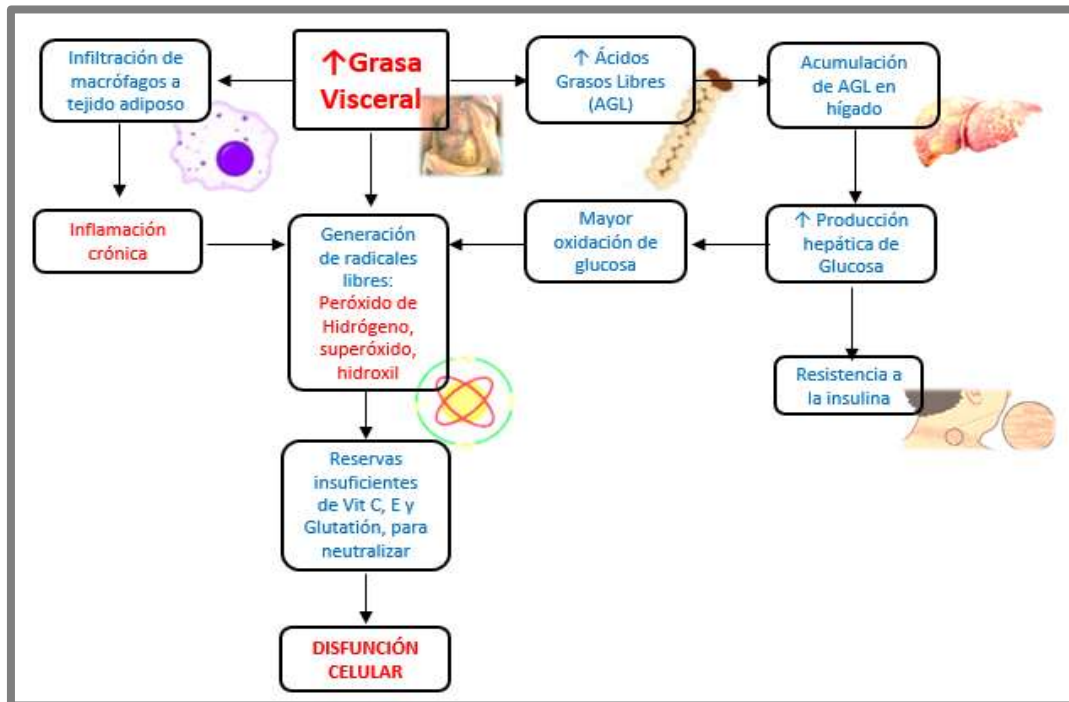 Infiltración de
macrófagos a
tejido adiposo
↑Grasa
Visceral
↑ Ácidos
Grasos Libres
(AGL)
Acumulación
de AGL en
hígado
Inflamación
crónica
Generación
de radicales
libres:
Peróxido de
Hidrógeno,
superóxido,
hidroxil
Mayor
oxidación de
glucosa
↑ Producción
hepática de
Glucosa
Resistencia a
la insulina
Reservas
insuficientes
de Vit C, E y
Glutatión, para
neutralizar
DISFUNCIÓN
CELULAR